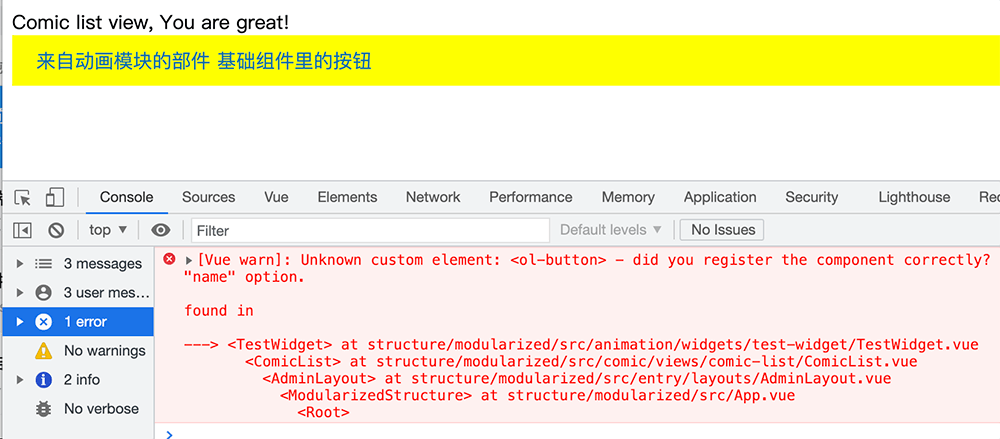 Comic list view, You are great!
来自动画模块的部件 基础组件里的按钮
Console Sources Vue Elements Network Performance Memory Application Security Lighthouse
top ▼ Filter Default levels ▼ No Issues
3 messages
3 user mes...
1 error
No warnings
2 info
No verbose
[Vue warn]: Unknown custom element: <ol-button> - did you register the component correctly?
"name" option.
found in
---> <TestWidget> at structure/modularized/src/animation/widgets/test-widget/TestWidget.vue
<ComicList> at structure/modularized/src/comic/views/comic-list/ComicList.vue
<AdminLayout> at structure/modularized/src/entry/layouts/AdminLayout.vue
<ModularizedStructure> at structure/modularized/src/App.vue
<Root>